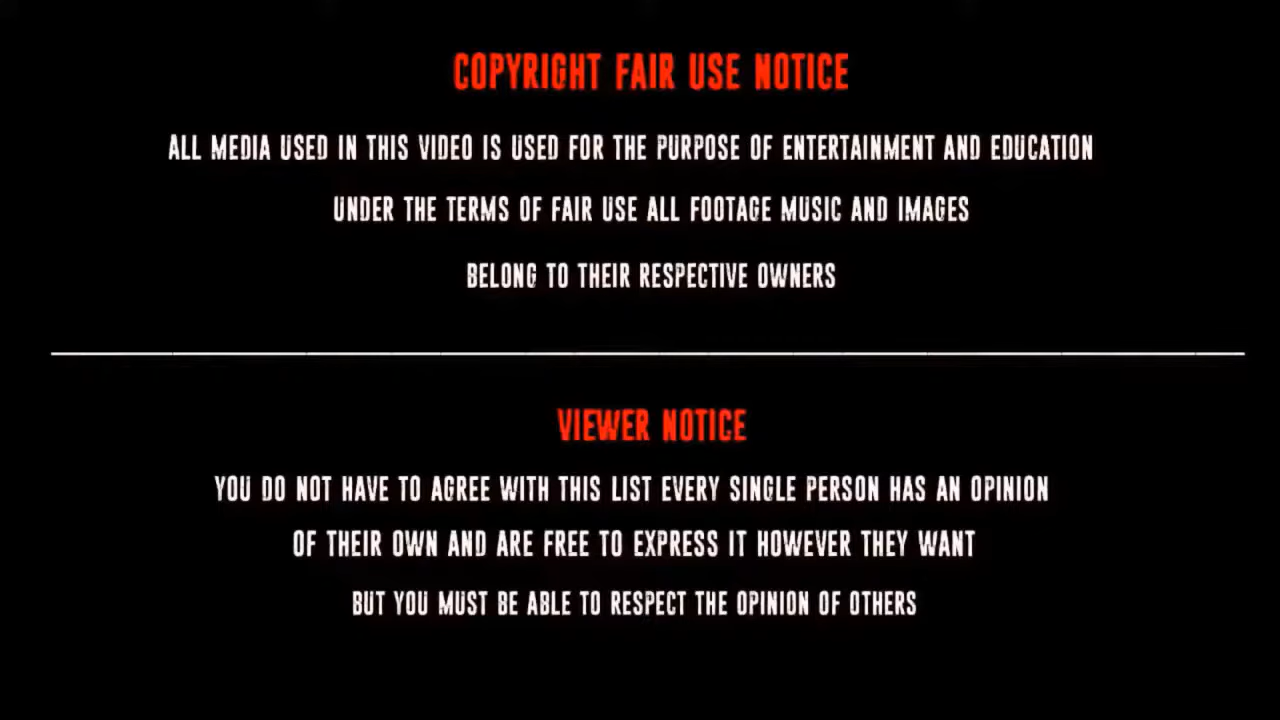 COPYRIGHT FAIR USE NOTICE
ALL MEDIA USED IN THIS VIDEO IS USED FOR THE PURPOSE OF ENTERTAINMENT AND EDUCATION
UNDER THE TERMS OF FAIR USE ALL FOOTAGE MUSIC AND IMAGES
BELONG TO THEIR RESPECTIVE OWNERS
VIEWER NOTICE
YOU DO NOT HAVE TO AGREE WITH THIS LIST EVERY SINGLE PERSON HAS AN OPINION
OF THEIR OWN AND ARE FREE TO EXPRESS IT HOWEVER THEY WANT
BUT YOU MUST BE ABLE TO RESPECT THE OPINION OF OTHERS